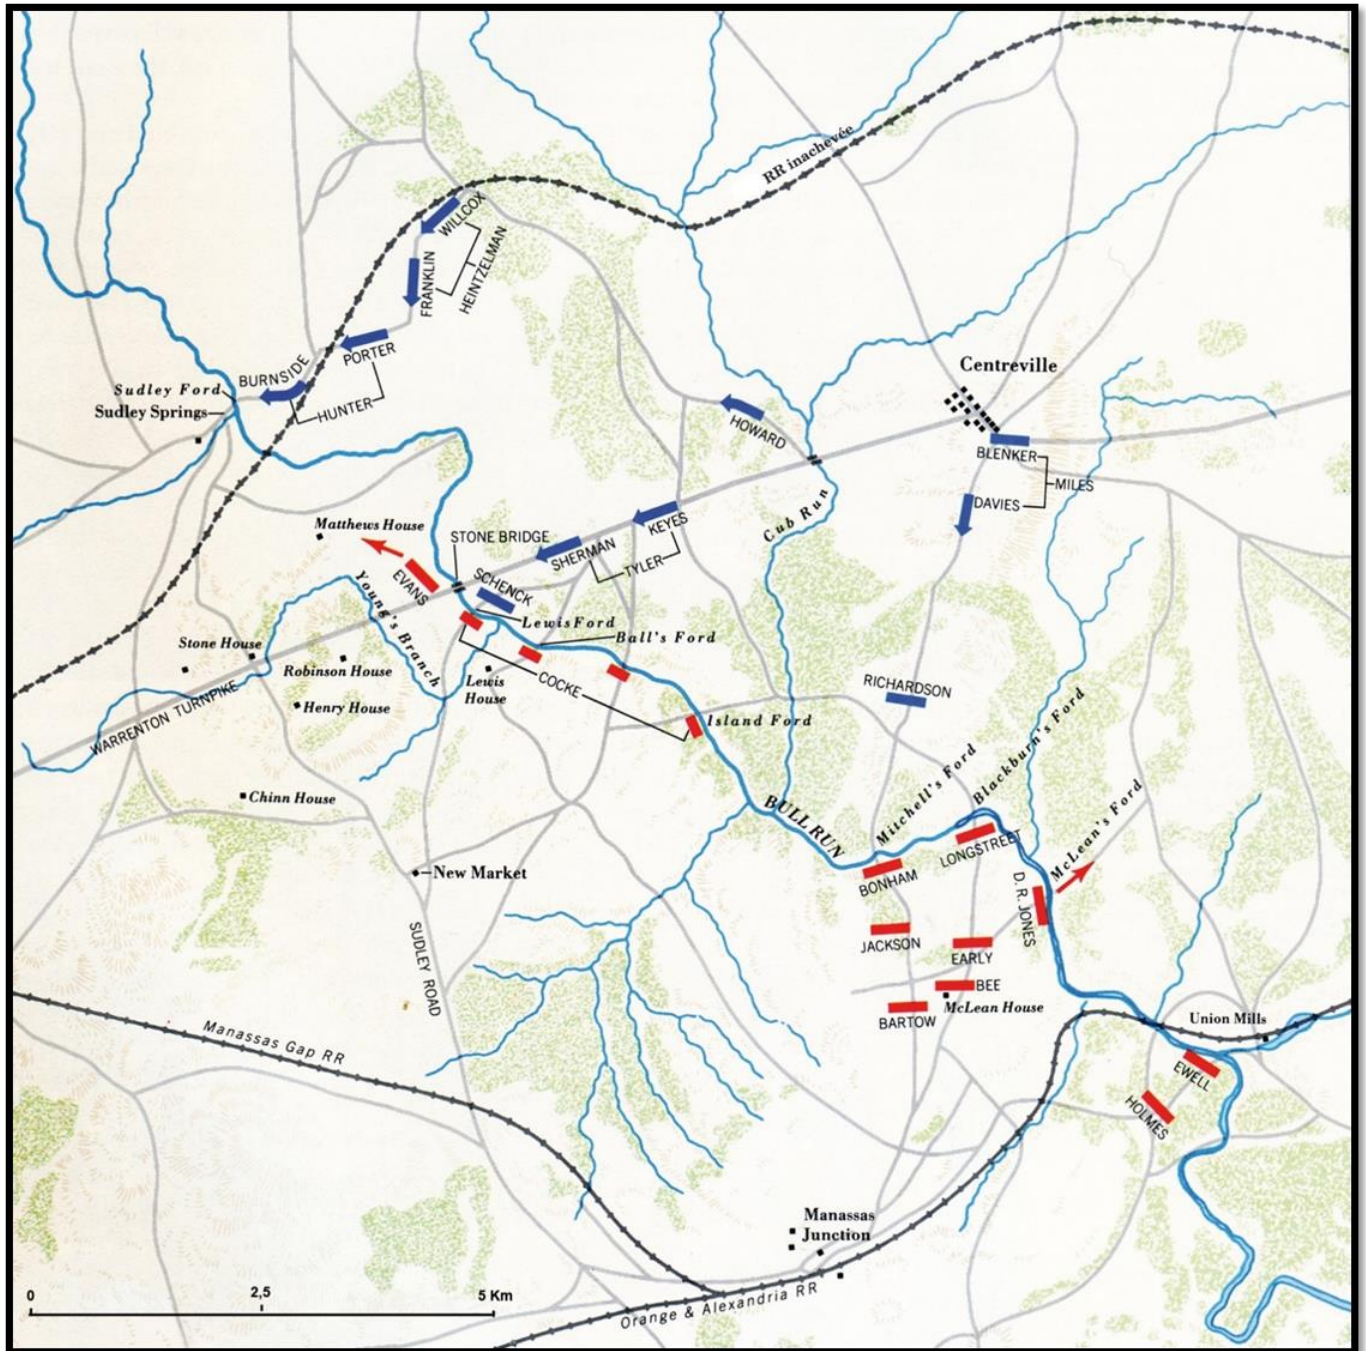 RR inachevée
WILLCOX
FRANKLIN
HEINTZELMAN
PORTER
BURNSIDE
HUNTER
Sudley Ford
Sudley Springs
Centreville
HOWARD
BLENKER
MILES
DAVIES
Cub Run
KEYES
SHERMAN
TYLER
Matthews House
STONE BRIDGE
SCHENCK
EVANS
Young's Branch
Lewis Ford
Ball's Ford
Stone House
Robinson House
Lewis
House
COCKE
Henry House
WARRENTON TURNPIKE
RICHARDSON
Island Ford
Mitchell's Ford
Blackburn's Ford
McLean's Ford
BULL RUN
Chinn House
LONGSTREET
BONHAM
New Market
D. R. JONES
SUDLEY ROAD
JACKSON
EARLY
BEE
McLean House
BARTOW
Union Mills
Manassas Gap RR
EWELL
HOLMES
Manassas
Junction
0
2,5
5 Km
Orange & Alexandria RR